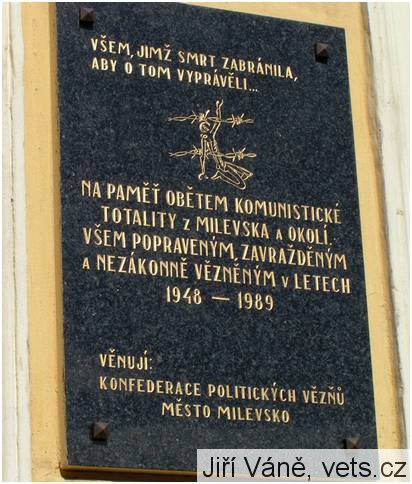 VŠEM, JIMŽ SMRT ZABRÁNILA,
ABY O TOM VYPRÁVĚLI...
NA PAMĚŤ OBĚTEM KOMUNISTICKÉ
TOTALITY Z MILEVSKA A OKOLÍ.
VŠEM POPRAVENÝM, ZAVRAŽDĚNÝM
A NEZÁKONNĚ VĚZNĚNÝM V LETECH
1948 – 1989
VĚNUJÍ:
KONFEDERACE POLITICKÝCH VĚZŇŮ
MĚSTO MILEVSKO
Jiří Váně, vets.cz